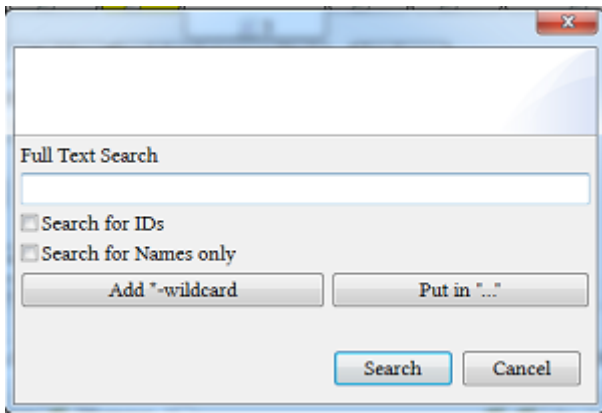 Full Text Search
Search for IDs
Search for Names only
Add *-wildcard Put in "..."
Search Cancel